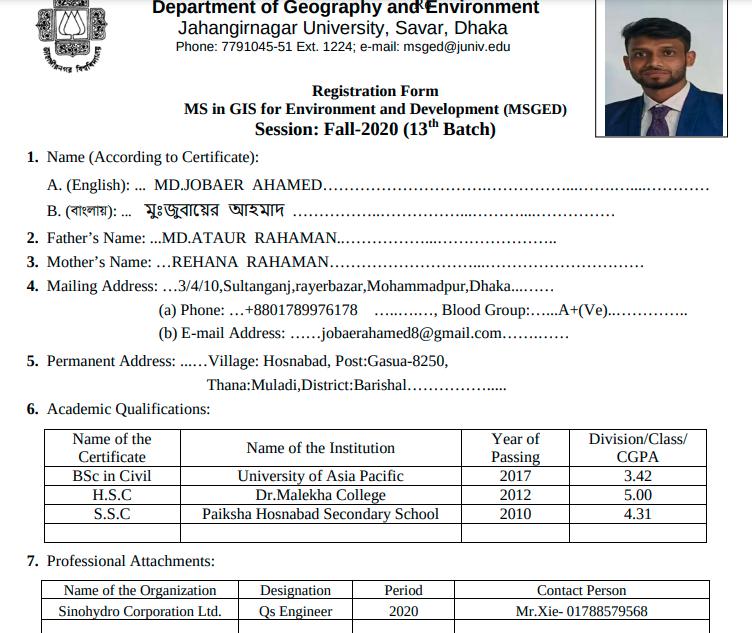 Department of Geography and Environment
Jahangirnagar University, Savar, Dhaka
Phone: 7791045-51 Ext. 1224; e-mail: msged@juniv.edu
Registration Form
MS in GIS for Environment and Development (MSGED)
Session: Fall-2020 (13th Batch)
1. Name (According to Certificate):
A. (English): ... MD.JOBAER AHAMED……………………………….……………....……..…....…………
B. (বাংলায়): ... মুঃজুবায়ের আহমাদ ……………..………………....…………….
2. Father’s Name: ...MD.ATAUR RAHAMAN..……………...…………………..
3. Mother’s Name: …REHANA RAHAMAN……………………………………………………
4. Mailing Address: …3/4/10,Sultanganj,rayerbazar,Mohammadpur,Dhaka...……
(a) Phone: …+8801789976178 …..…..…, Blood Group:…...A+(Ve)..…………..
(b) E-mail Address: ……jobaerahamed8@gmail.com…….……
5. Permanent Address: ...…Village: Hosnabad, Post:Gasua-8250,
Thana:Muladi,District:Barishal…………….....
6. Academic Qualifications:
Name of the Certificate Name of the Institution Year of Passing Division/Class/ CGPA
BSc in Civil University of Asia Pacific 2017 3.42
H.S.C Dr.Malekha College 2012 5.00
S.S.C Paiksha Hosnabad Secondary School 2010 4.31
7. Professional Attachments:
Name of the Organization Designation Period Contact Person
Sinohydro Corporation Ltd. Qs Engineer 2020 Mr.Xie- 01788579568